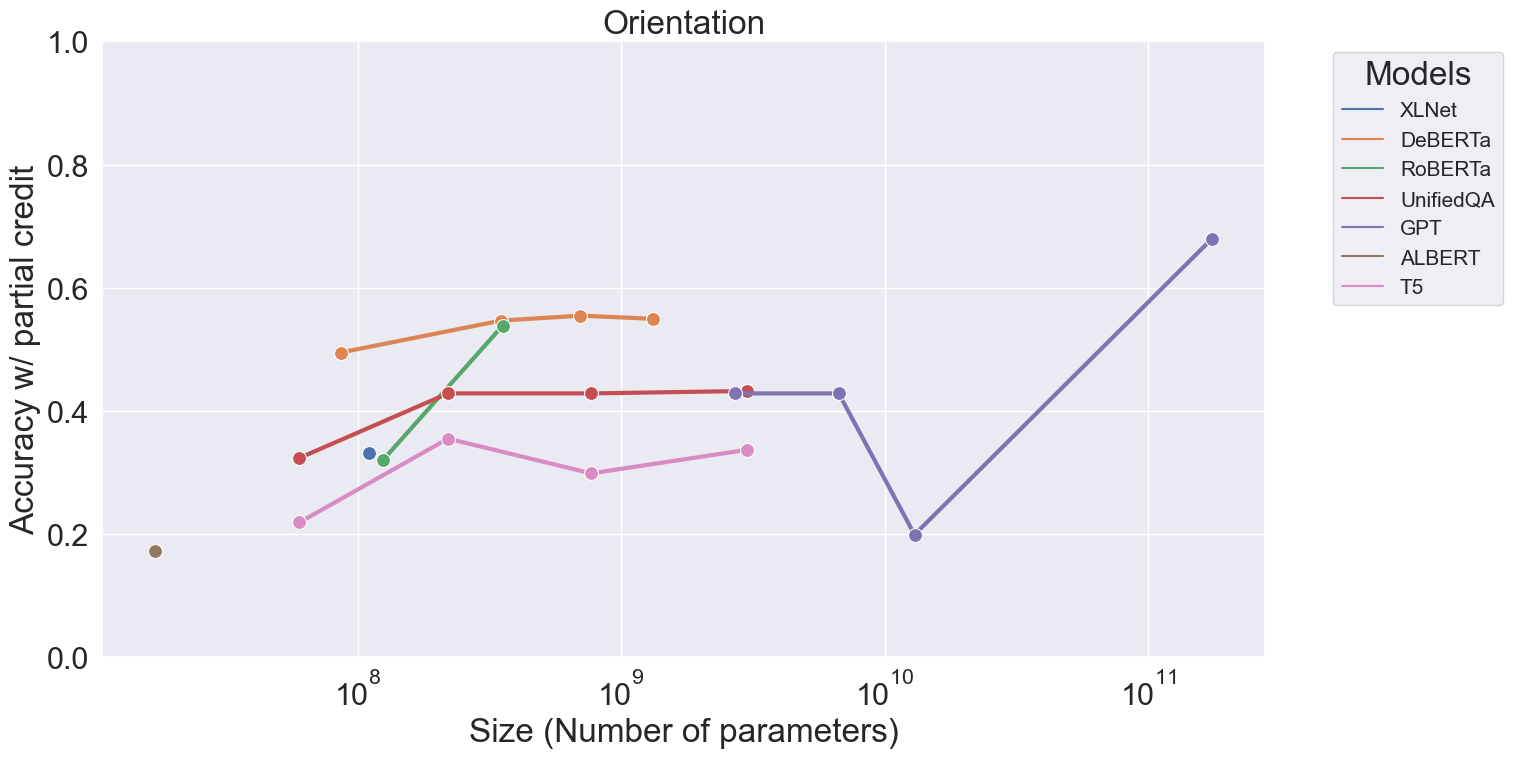 Orientation
1.0
0.8
0.6
0.4
0.2
0.0
Accuracy w/ partial credit
10^8
10^9
10^10
10^11
Size (Number of parameters)
Models
XLNet
DeBERTa
RoBERTa
UnifiedQA
GPT
ALBERT
T5